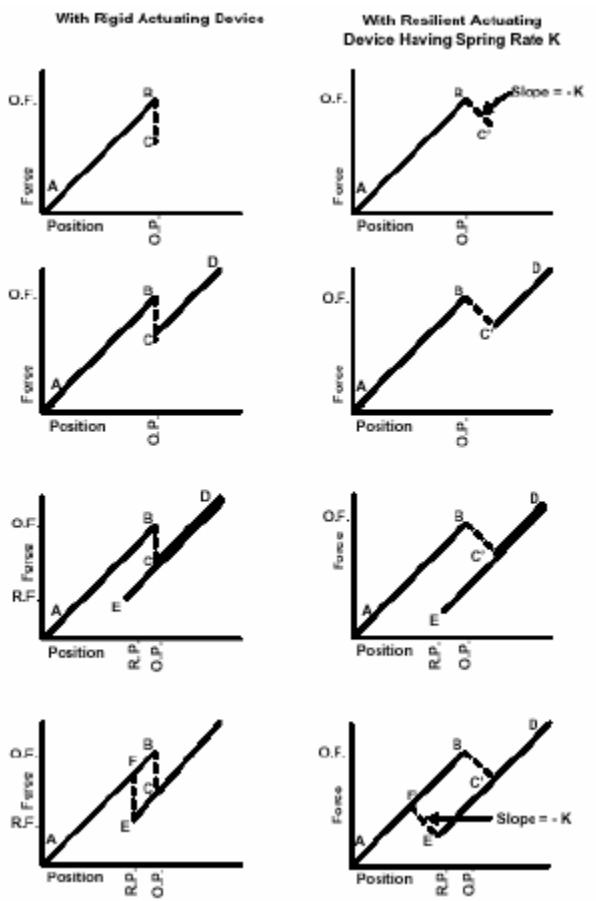 With Rigid Actuating Device
With Resilient Actuating
Device Having Spring Rate K
O.F.
B
C
A
Force
Position
O.P.
O.F.
B
Slope = - K
C'
A
Force
Position
O.P.
D
O.F.
B
C
A
Force
Position
O.P.
D
O.F.
B
C'
A
Force
Position
O.P.
D
O.F.
B
C
Force
R.F.
E
A
Position
R.P.
O.P.
D
O.F.
B
C'
Force
E
A
Position
R.P.
O.P.
O.F.
B
F
Force
C
R.F.
E
A
Position
R.P.
O.P.
D
O.F.
B
C'
F
Force
Slope = - K
E
A
Position
R.P.
O.P.